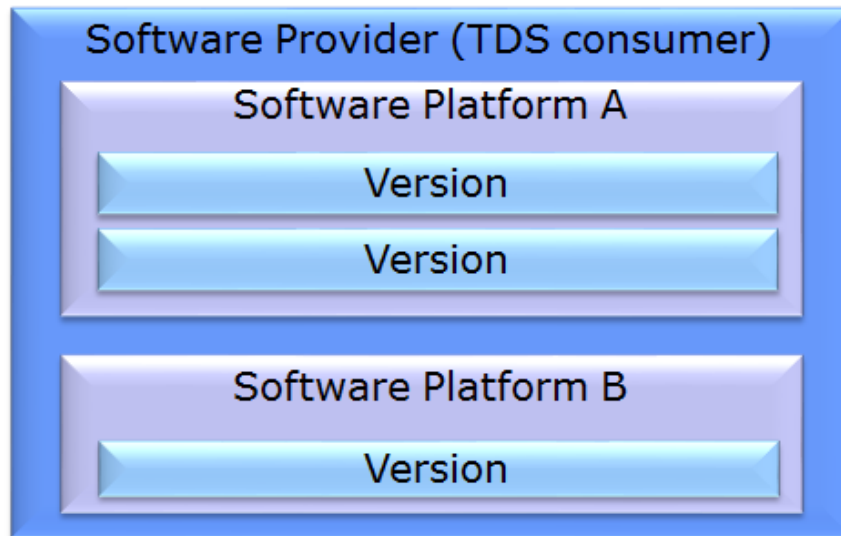 Software Provider (TDS consumer)
Software Platform A
Version
Version
Software Platform B
Version